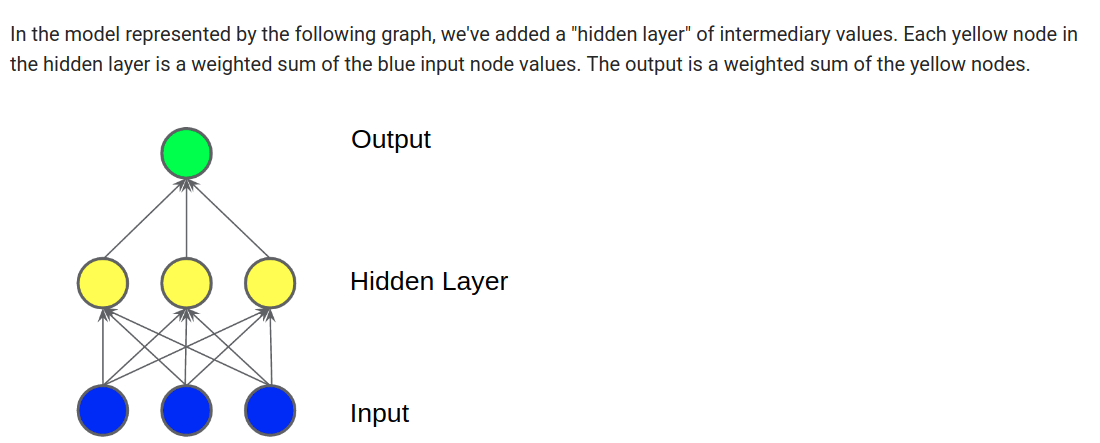 In the model represented by the following graph, we've added a "hidden layer" of intermediary values. Each yellow node in
the hidden layer is a weighted sum of the blue input node values. The output is a weighted sum of the yellow nodes.
Output
Hidden Layer
Input